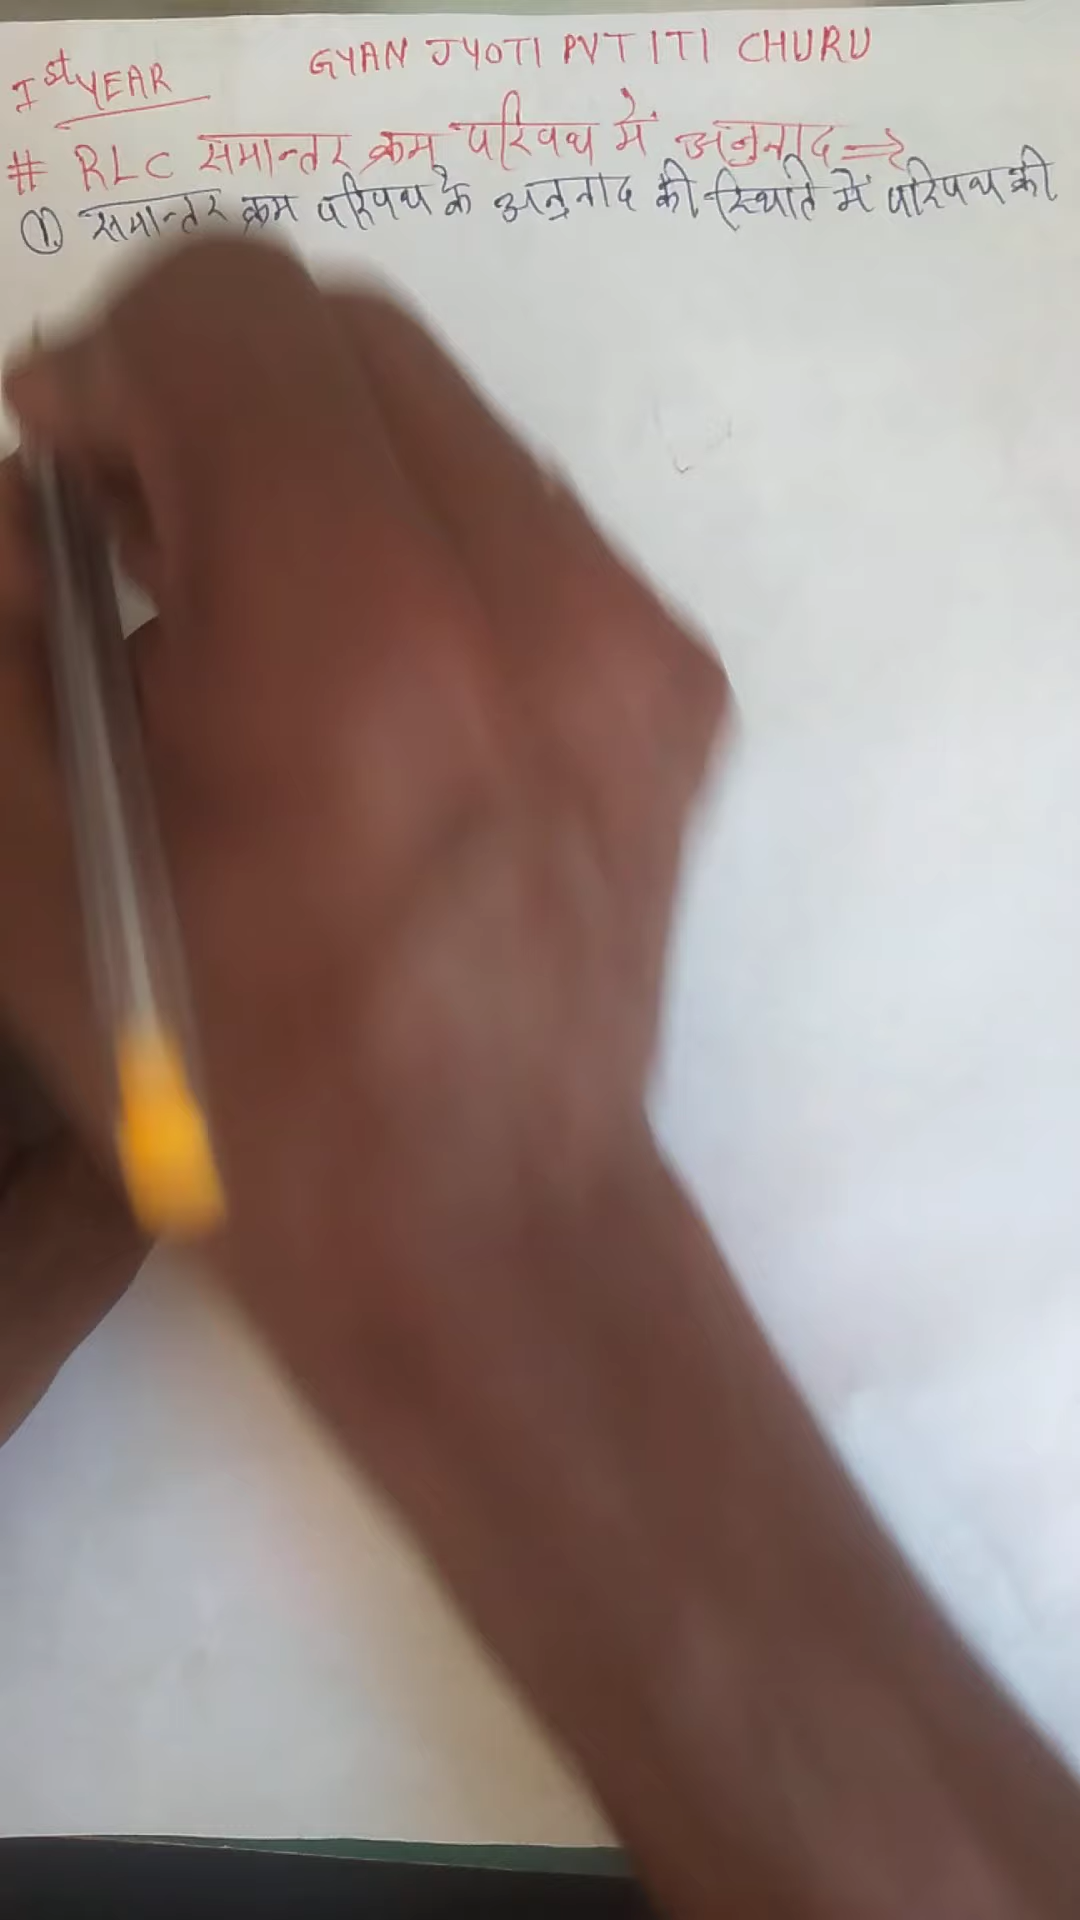 GYAN JYOTI PVT ITI CHURU
Ist YEAR
# RLC समान्तर क्रम परिपथ में अनुनाद ⇒
①. समान्तर क्रम परिपथ के अनुनाद की स्थिति में परिपथ की